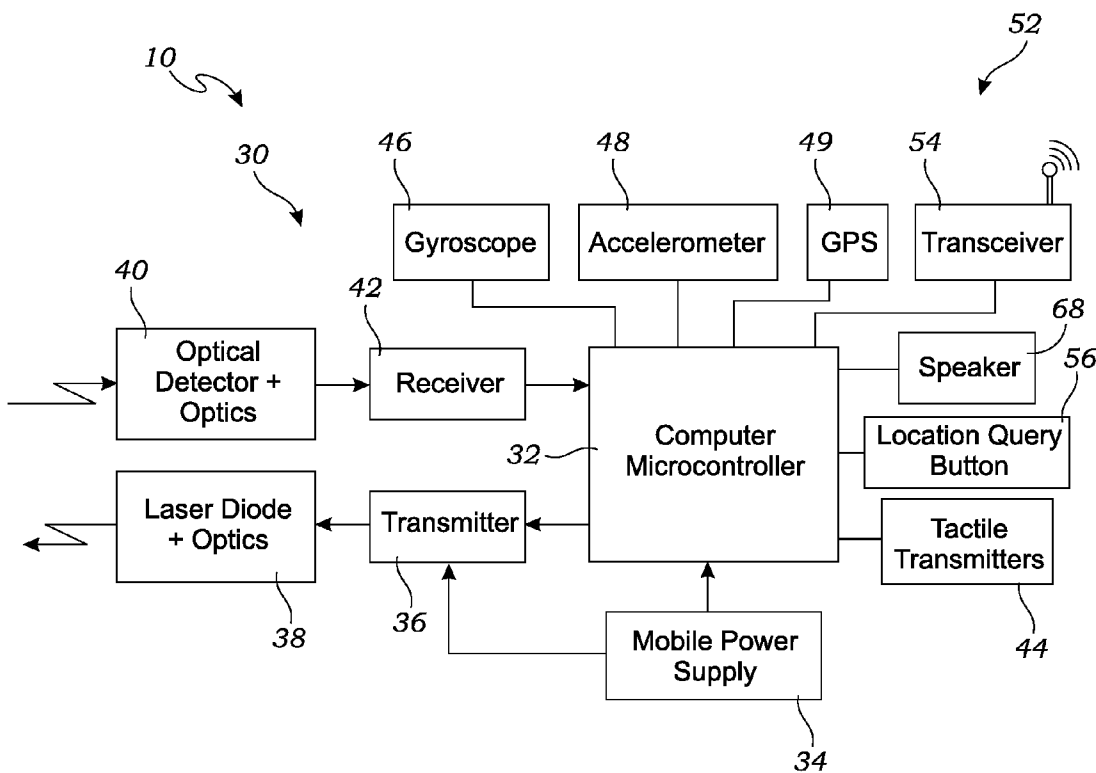 10
52
30
46
48
49
54
Gyroscope
Accelerometer
GPS
Transceiver
40
42
68
Optical
Detector +
Optics
Receiver
Speaker
56
32
Computer
Microcontroller
Location Query
Button
Laser Diode
+ Optics
Transmitter
Tactile
Transmitters
38
36
44
Mobile Power
Supply
34